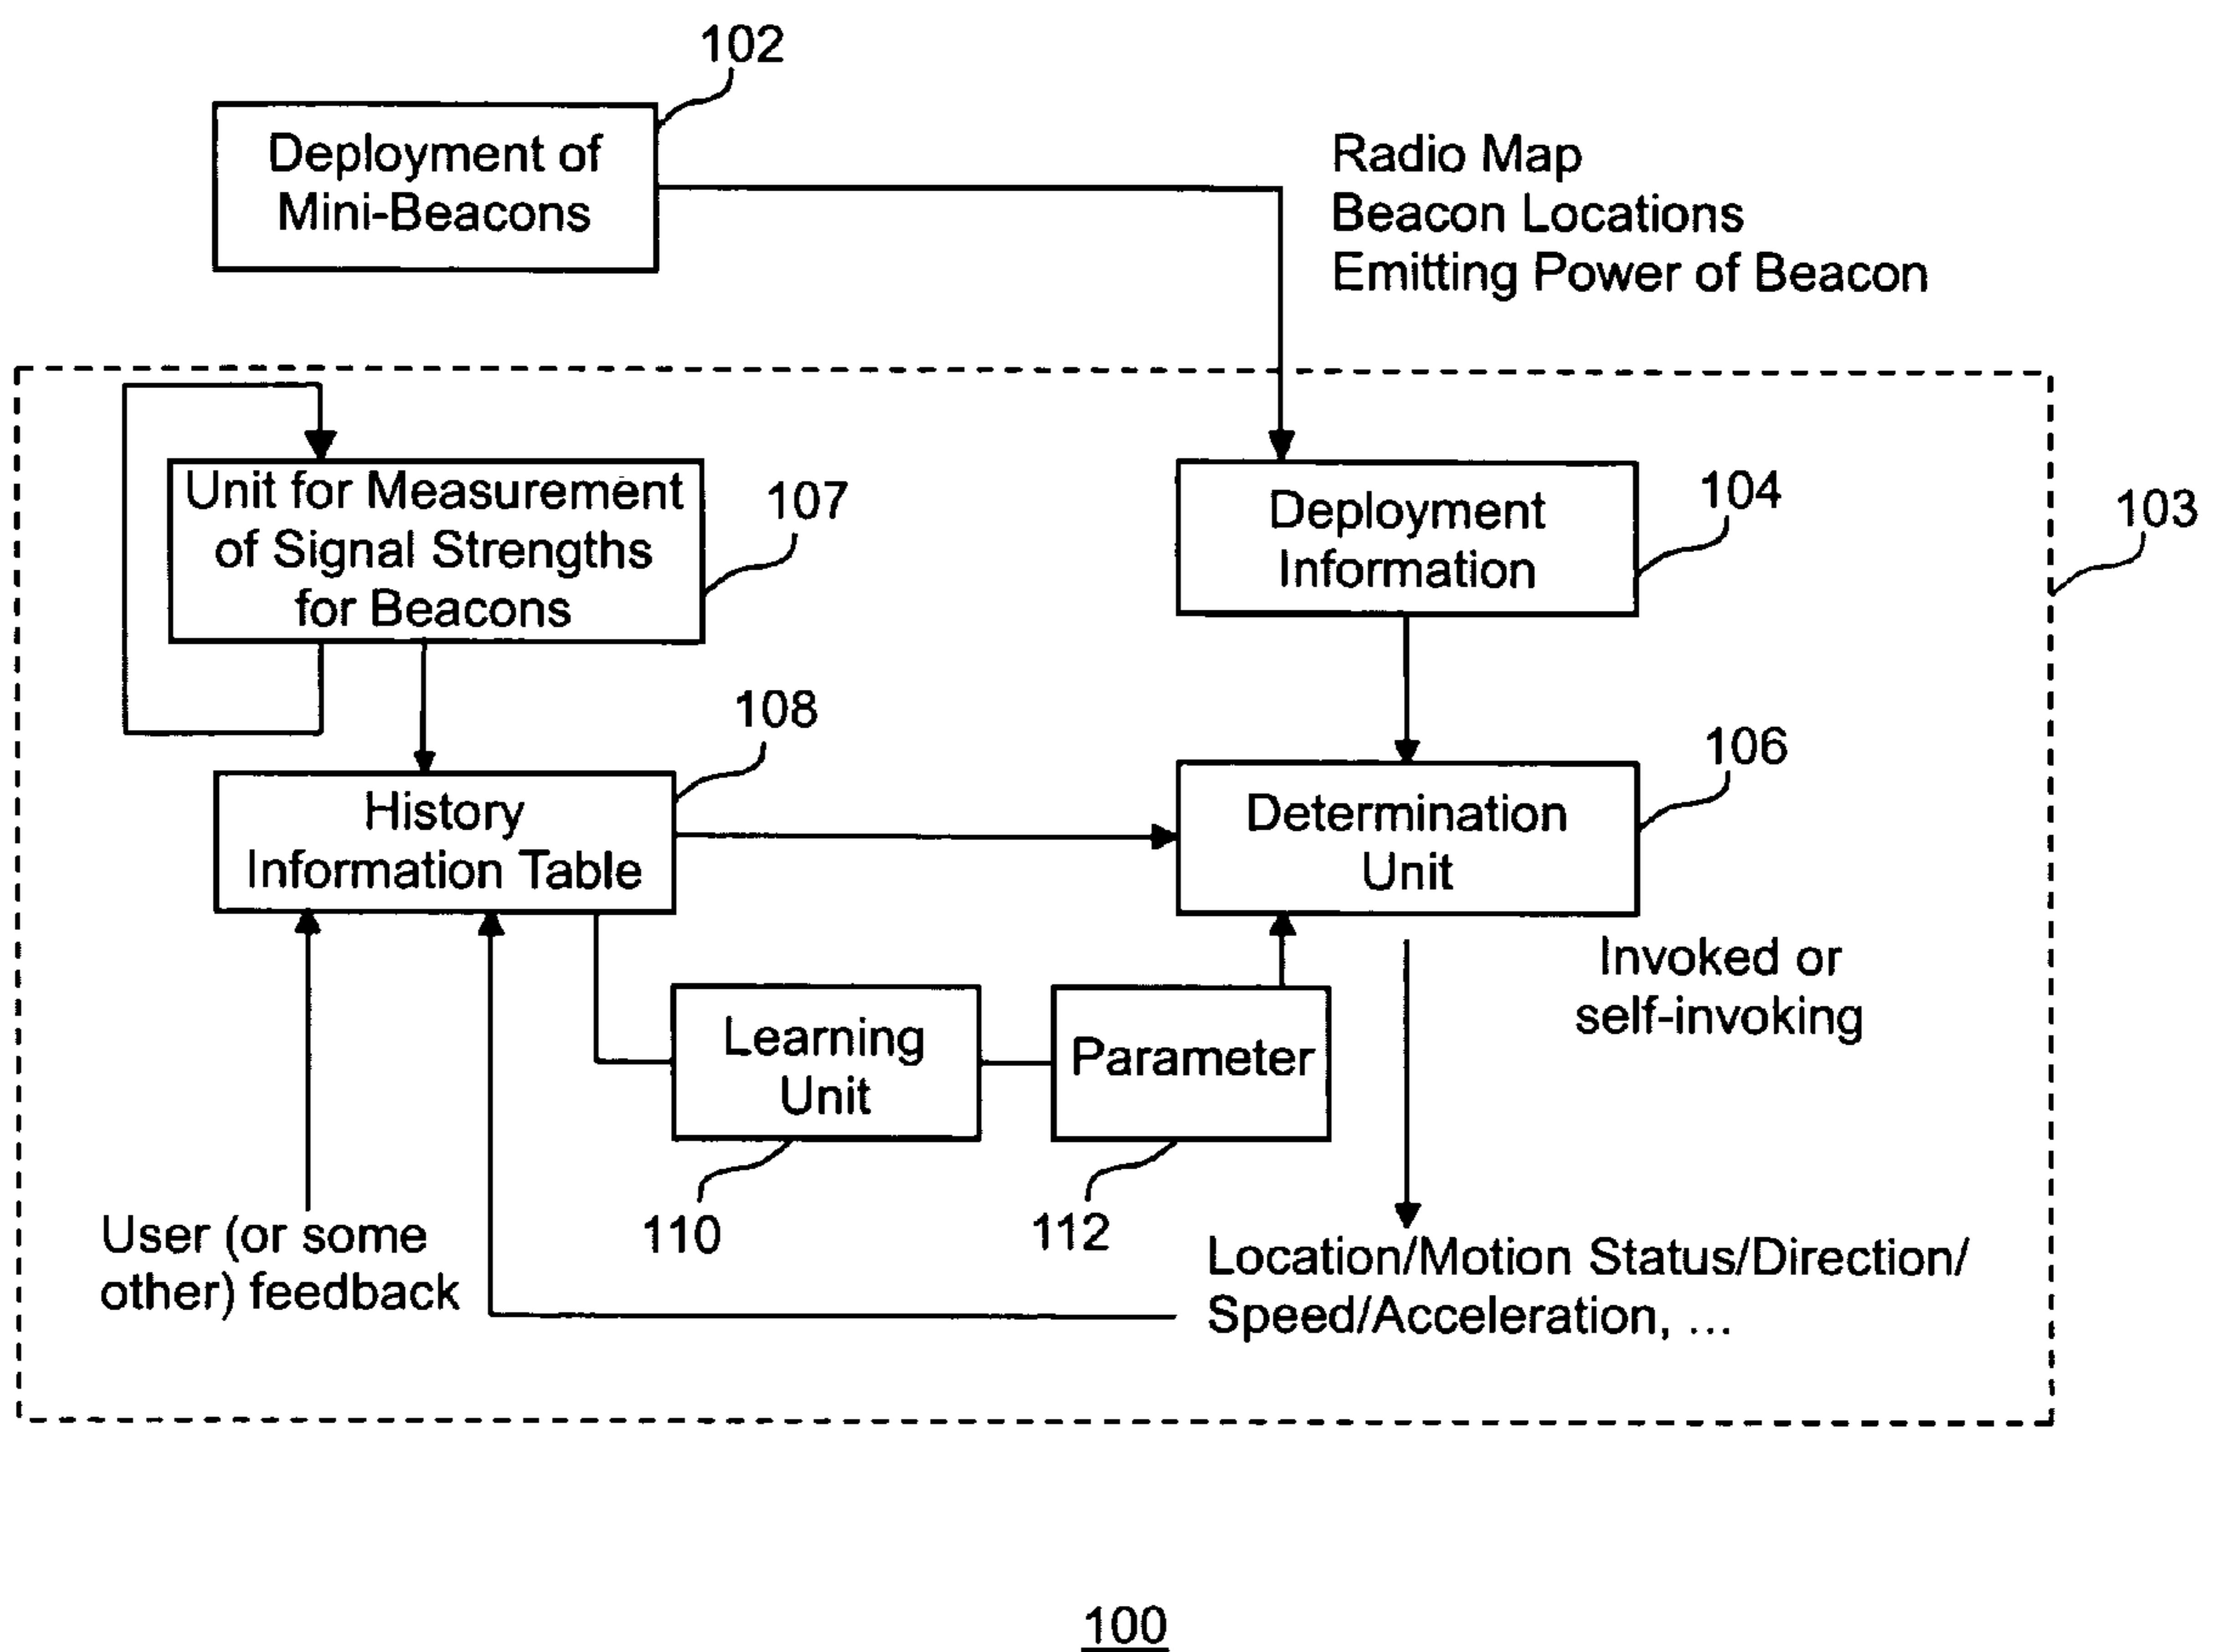 102
Deployment of
Mini-Beacons
Radio Map
Beacon Locations
Emitting Power of Beacon
Unit for Measurement
of Signal Strengths
for Beacons
107
Deployment
Information
104
103
108
History
Information Table
106
Determination
Unit
Invoked or
self-invoking
Learning
Unit
Parameter
110
112
User (or some
other) feedback
Location/Motion Status/Direction/
Speed/Acceleration, ...
100